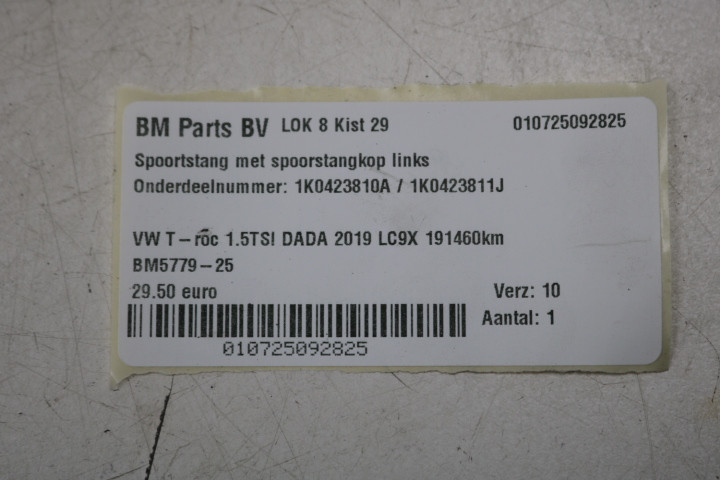 BM Parts BV LOK 8 Kist 29 010725092825
Spoortstang met spoorstangkop links
Onderdeelnummer: 1K0423810A / 1K0423811J
VW T-roc 1.5TSI DADA 2019 LC9X 191460km
BM5779-25
29.50 euro Verz: 10
Aantal: 1
010725092825